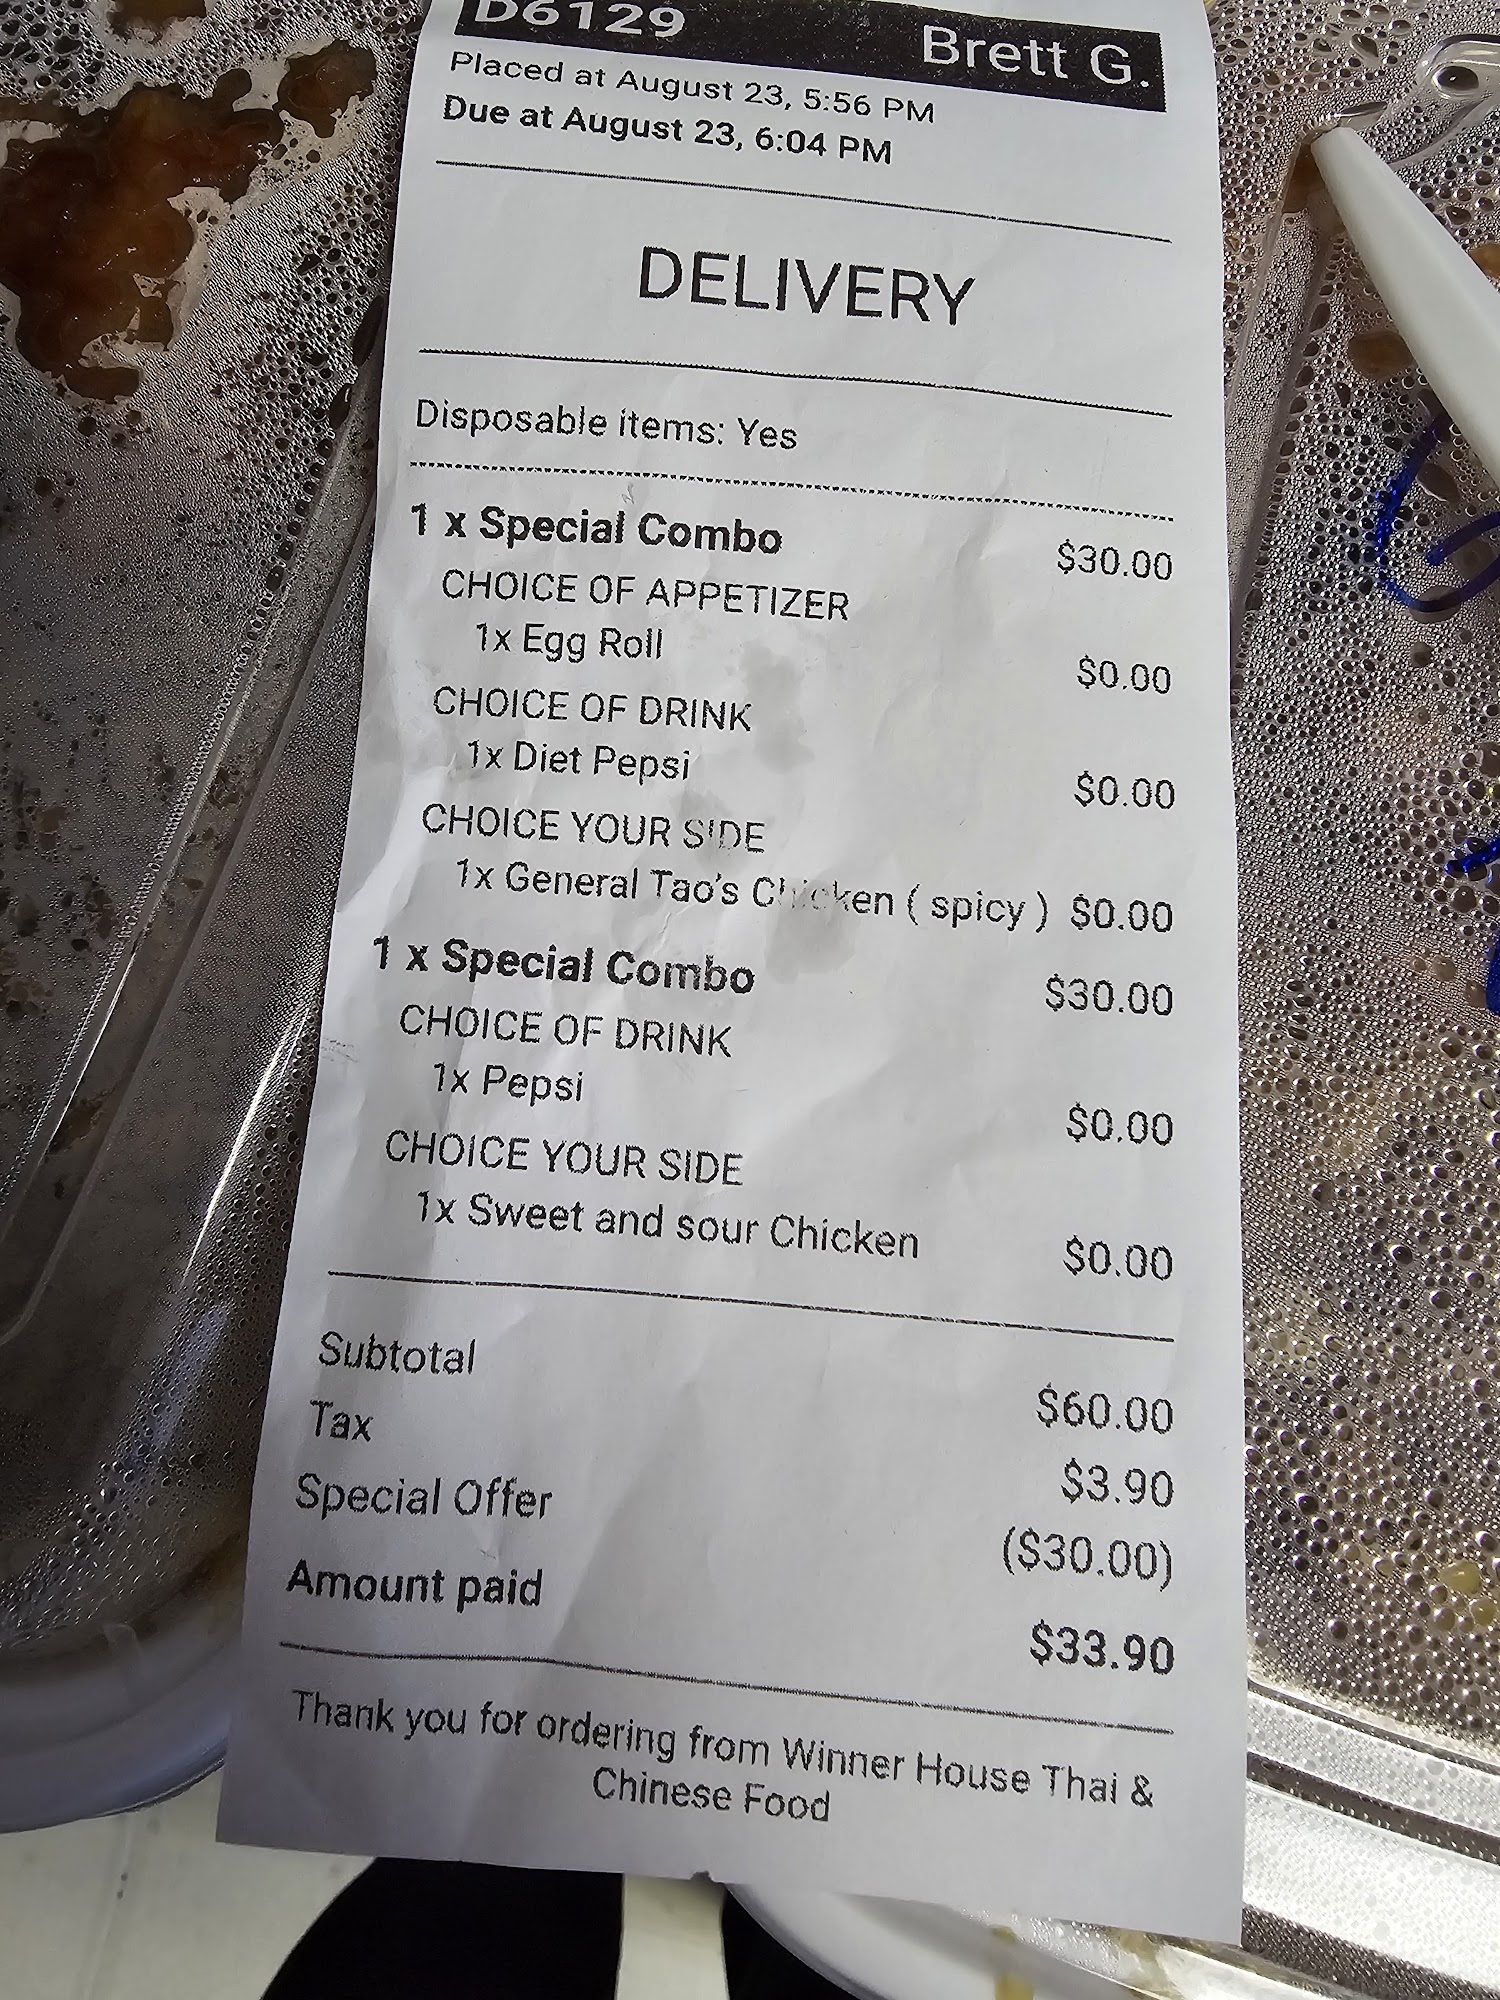 D6129 Brett G.
Placed at August 23, 5:56 PM
Due at August 23, 6:04 PM
DELIVERY
Disposable items: Yes
1 x Special Combo $30.00
CHOICE OF APPETIZER
1x Egg Roll $0.00
CHOICE OF DRINK
1x Diet Pepsi $0.00
CHOICE YOUR SIDE
1x General Tao's Chicken ( spicy ) $0.00
1 x Special Combo $30.00
CHOICE OF DRINK
1x Pepsi $0.00
CHOICE YOUR SIDE
1x Sweet and sour Chicken $0.00
Subtotal $60.00
Tax $3.90
Special Offer ($30.00)
Amount paid $33.90
Thank you for ordering from Winner House Thai &
Chinese Food